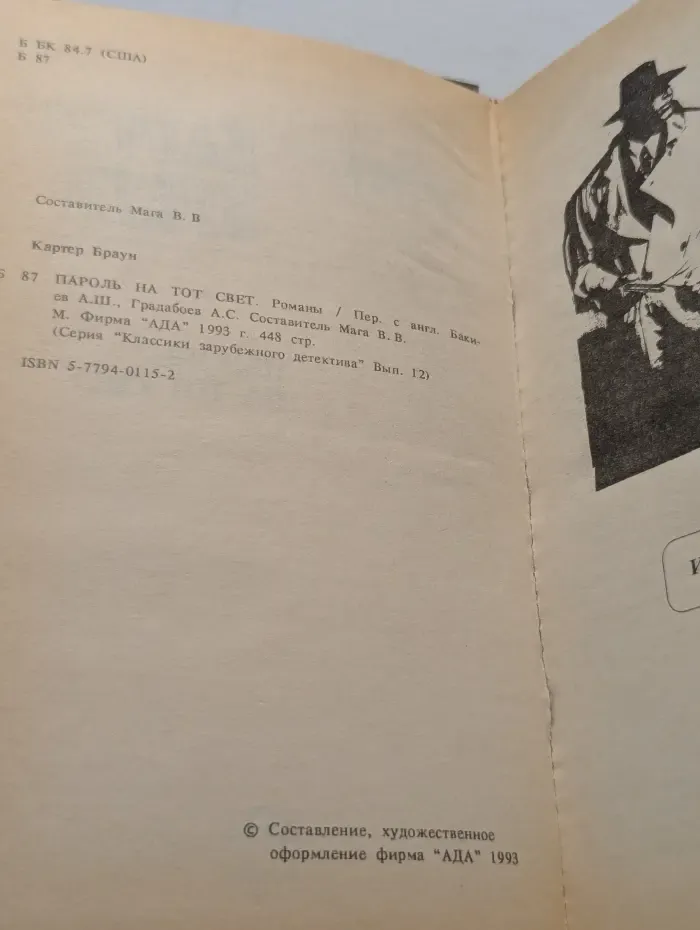 Б БК 84.7 (США)
Б 87
Составитель Мага В. В
Картер Браун
Б 87 ПАРОЛЬ НА ТОТ СВЕТ. Романы / Пер. с англ. Баки-
ев А.Ш., Градабоев А.С. Составитель Мага В. В.
М. Фирма "АДА" 1993 г. 448 стр.
(Серия "Классики зарубежного детектива" Вып. 12)
ISBN 5-7794-0115-2
© Составление, художественное
оформление фирма "АДА" 1993
И